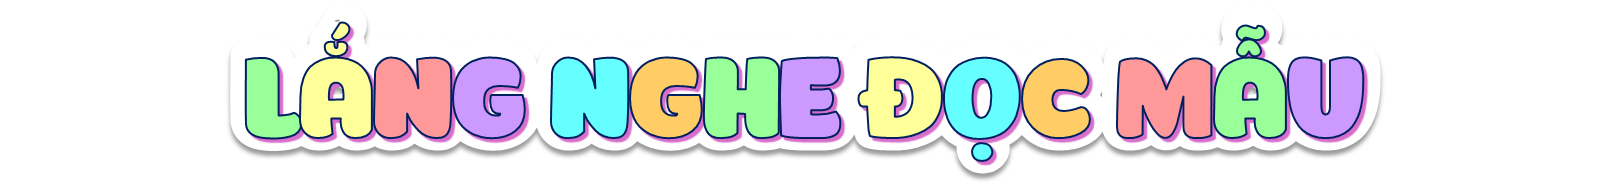 LẮNG NGHE ĐỌC MẪU